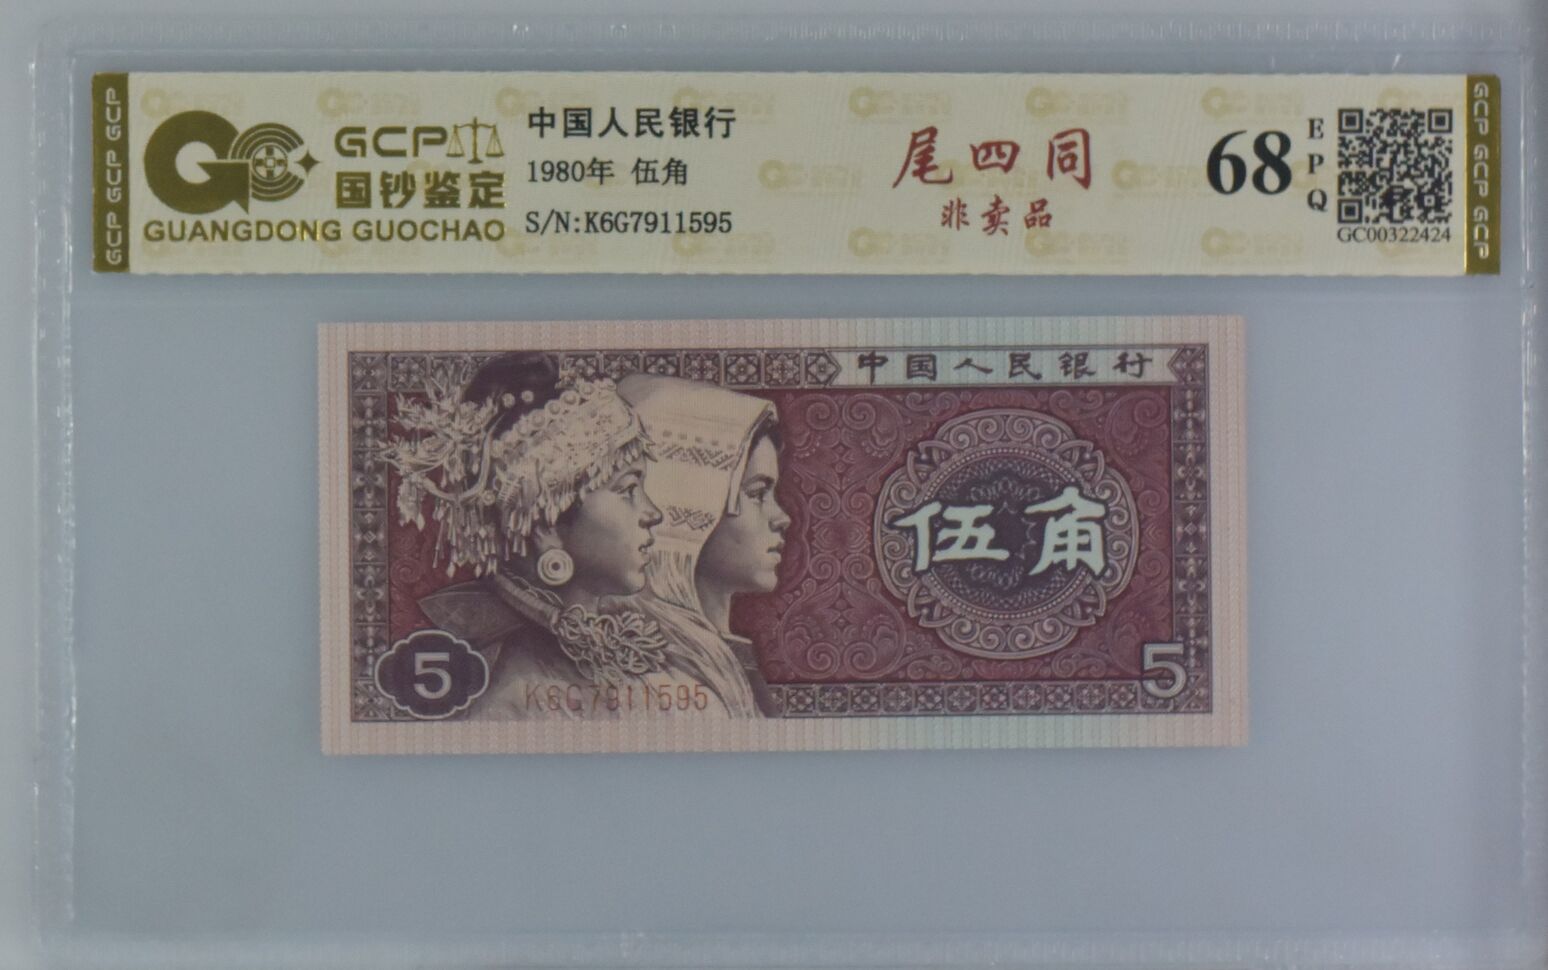 GCP GCP GCP
GCP
国钞鉴定
GUANGDONG GUOCHAO
中国人民银行
1980年 伍角
S/N:K6G7911595
尾四同
非卖品
68
EPQ
GC00322424
GCP GCP GCP
中国人民银行
伍角
5
5
K6G7911595